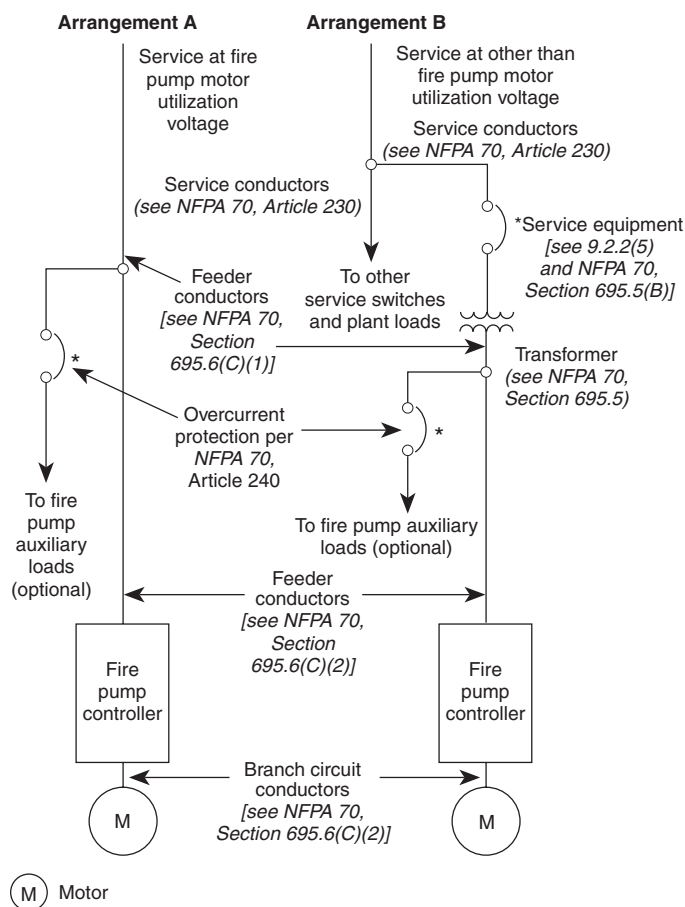 Arrangement A
Service at fire
pump motor
utilization
voltage
Arrangement B
Service at other than
fire pump motor
utilization voltage
Service conductors
(see NFPA 70, Article 230)
Service conductors
(see NFPA 70, Article 230)
*Service equipment
[see 9.2.2(5)
and NFPA 70,
Section 695.5(B)]
To other
service switches
and plant loads
Feeder
conductors
[see NFPA 70,
Section
695.6(C)(1)]
Transformer
(see NFPA 70,
Section 695.5)
*
Overcurrent
protection per
NFPA 70,
Article 240
*
To fire
pump
auxiliary
loads
(optional)
To fire pump auxiliary
loads (optional)
Feeder
conductors
[see NFPA 70,
Section
695.6(C)(2)]
Fire
pump
controller
Fire
pump
controller
Branch circuit
conductors
[see NFPA 70,
Section 695.6(C)(2)]
M
M
M Motor